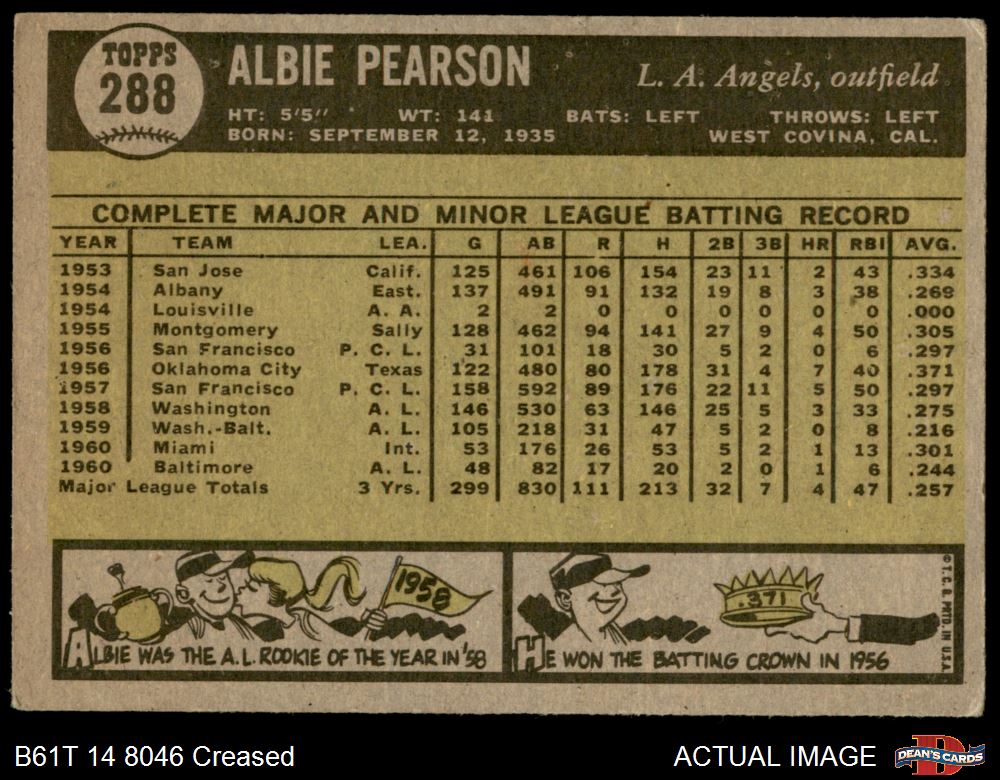 TOPPS
288
ALBIE PEARSON
L. A. Angels, outfield
HT: 5'5" WT: 141 BATS: LEFT THROWS: LEFT
BORN: SEPTEMBER 12, 1935 WEST COVINA, CAL.
COMPLETE MAJOR AND MINOR LEAGUE BATTING RECORD
YEAR TEAM LEA. G AB R H 2B 3B HR RBI AVG.
1953 San Jose Calif. 125 461 106 154 23 11 2 43 .334
1954 Albany East. 137 491 91 132 19 8 3 38 .269
1954 Louisville A. A. 2 2 0 0 0 0 0 0 .000
1955 Montgomery Sally 128 462 94 141 27 9 4 50 .305
1956 San Francisco P. C. L. 31 101 18 30 5 2 0 6 .297
1956 Oklahoma City Texas 122 480 80 178 31 4 7 40 .371
1957 San Francisco P. C. L. 158 592 89 176 22 11 5 50 .297
1958 Washington A. L. 146 530 63 146 25 5 3 33 .275
1959 Wash.-Balt. A. L. 105 218 31 47 5 2 0 8 .216
1960 Miami Int. 53 176 26 53 5 2 1 13 .301
1960 Baltimore A. L. 48 82 17 20 2 0 1 6 .244
Major League Totals 3 Yrs. 299 830 111 213 32 7 4 47 .257
1958
ALBIE WAS THE A.L. ROOKIE OF THE YEAR IN '58
.371
HE WON THE BATTING CROWN IN 1956
© T.C.G. PRTD. IN U.S.A.
B61T 14 8046 Creased
ACTUAL IMAGE
D
DEAN'S CARDS